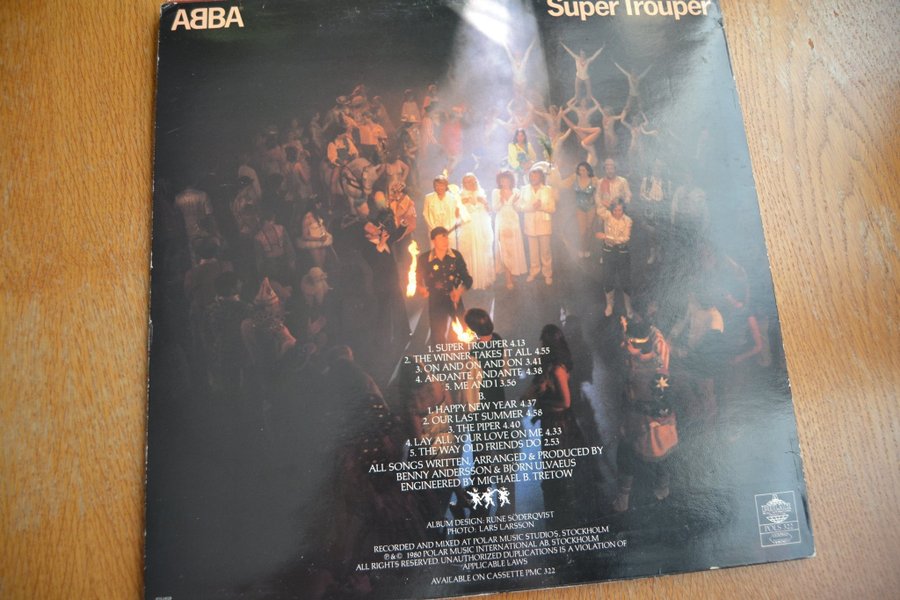 ABBA
Super Trouper
1. SUPER TROUPER 4.13
2. THE WINNER TAKES IT ALL 4.55
3. ON AND ON AND ON 3.41
4. ANDANTE, ANDANTE 4.38
5. ME AND I 3.56
B.
1. HAPPY NEW YEAR 4.37
2. OUR LAST SUMMER 4.58
3. THE PIPER 4.40
4. LAY ALL YOUR LOVE ON ME 4.33
5. THE WAY OLD FRIENDS DO 2.53
ALL SONGS WRITTEN, ARRANGED & PRODUCED BY
BENNY ANDERSSON & BJÖRN ULVAEUS
ENGINEERED BY MICHAEL B. TRETOW
ALBUM DESIGN: RUNE SÖDERQVIST
PHOTO: LARS LARSSON
RECORDED AND MIXED AT POLAR MUSIC STUDIOS, STOCKHOLM
℗ & © 1980 POLAR MUSIC INTERNATIONAL AB, STOCKHOLM
ALL RIGHTS RESERVED. UNAUTHORIZED DUPLICATIONS IS A VIOLATION OF
APPLICABLE LAWS
AVAILABLE ON CASSETTE PMC 322
POLS 322